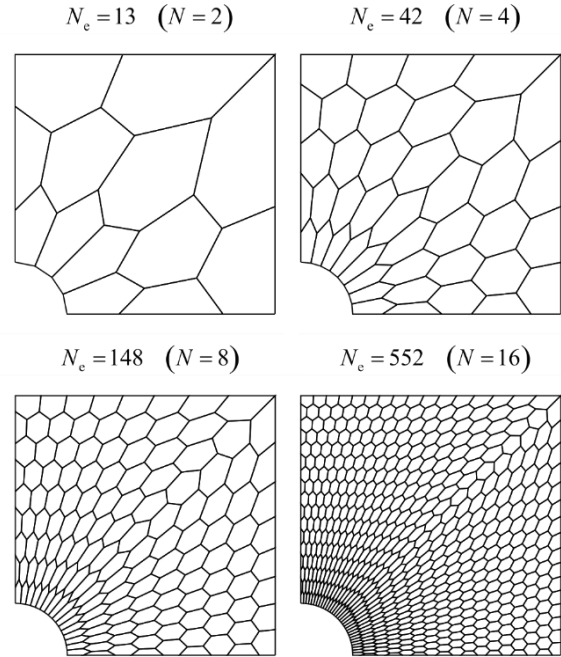 N_e = 13 (N = 2) N_e = 42 (N = 4)
N_e = 148 (N = 8) N_e = 552 (N = 16)